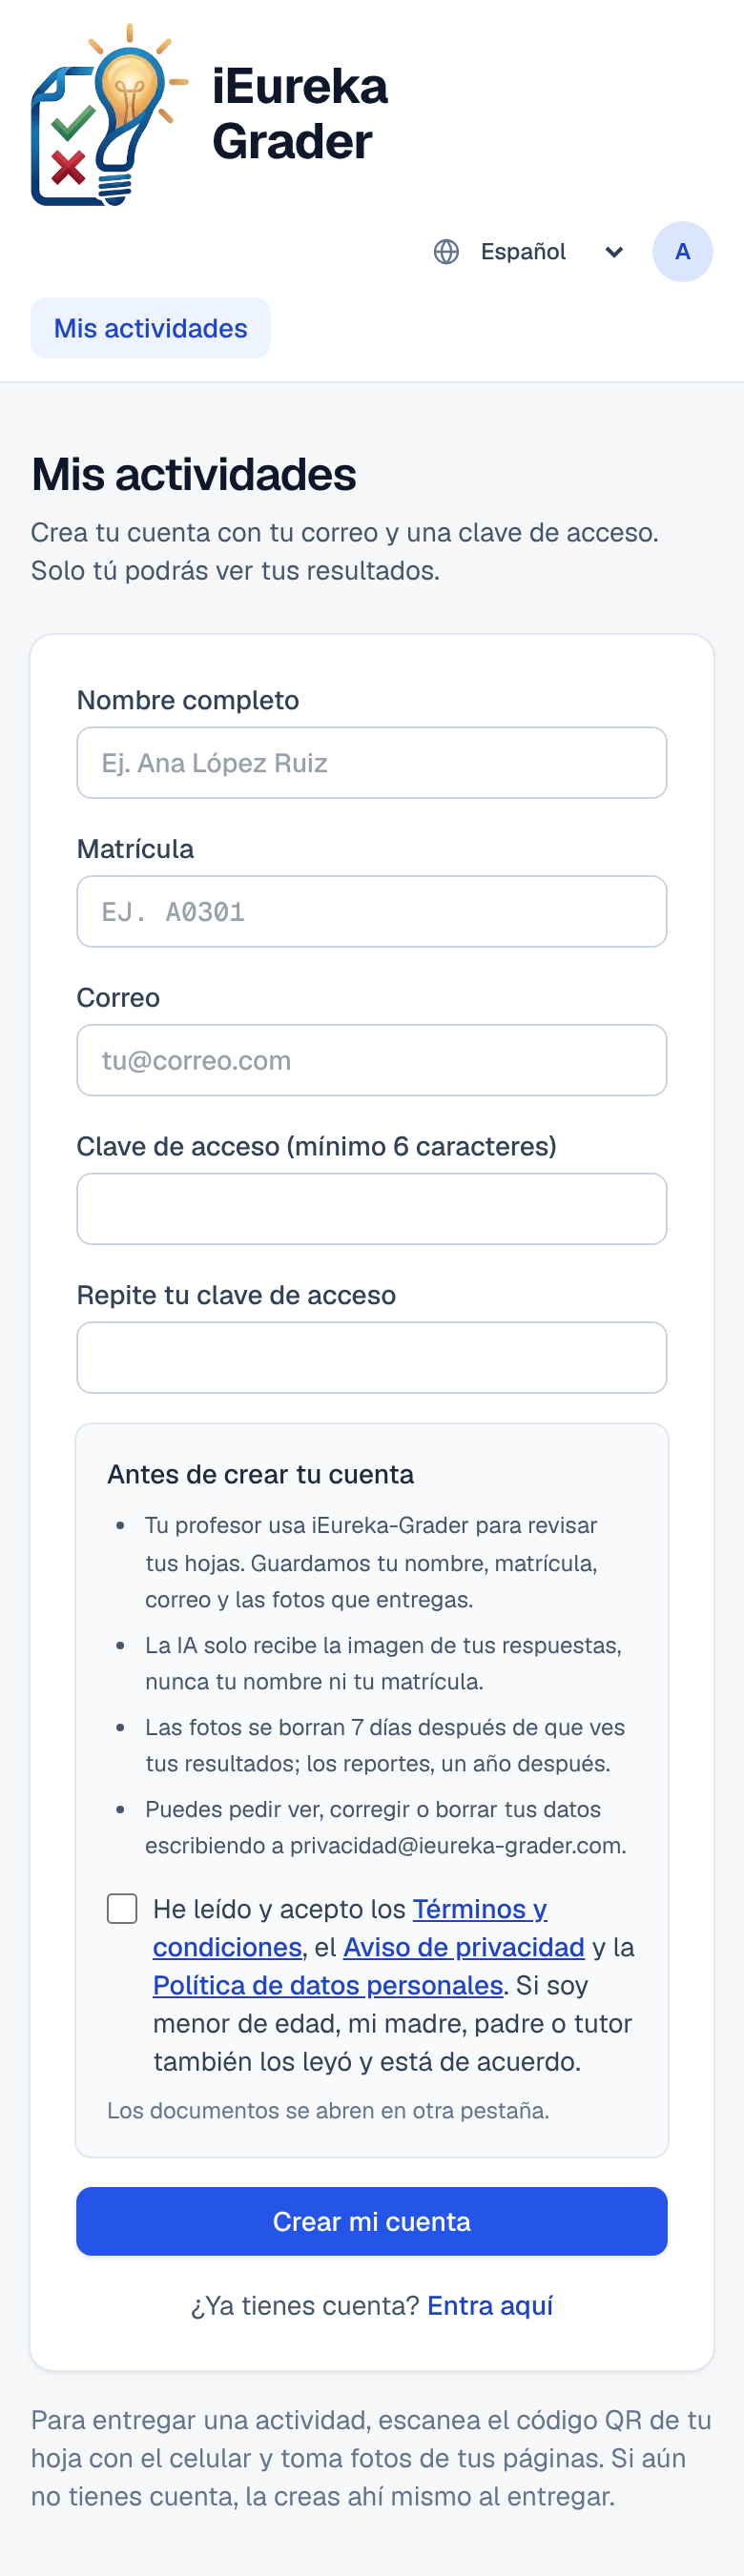 iEureka
Grader
Español
A
Mis actividades
Mis actividades
Crea tu cuenta con tu correo y una clave de acceso.
Solo tú podrás ver tus resultados.
Nombre completo
Ej. Ana López Ruiz
Matrícula
EJ. A0301
Correo
tu@correo.com
Clave de acceso (mínimo 6 caracteres)
Repite tu clave de acceso
Antes de crear tu cuenta
• Tu profesor usa iEureka-Grader para revisar
tus hojas. Guardamos tu nombre, matrícula,
correo y las fotos que entregas.
• La IA solo recibe la imagen de tus respuestas,
nunca tu nombre ni tu matrícula.
• Las fotos se borran 7 días después de que ves
tus resultados; los reportes, un año después.
• Puedes pedir ver, corregir o borrar tus datos
escribiendo a privacidad@ieureka-grader.com.
He leído y acepto los Términos y
condiciones, el Aviso de privacidad y la
Política de datos personales. Si soy
menor de edad, mi madre, padre o tutor
también los leyó y está de acuerdo.
Los documentos se abren en otra pestaña.
Crear mi cuenta
¿Ya tienes cuenta? Entra aquí
Para entregar una actividad, escanea el código QR de tu
hoja con el celular y toma fotos de tus páginas. Si aún
no tienes cuenta, la creas ahí mismo al entregar.